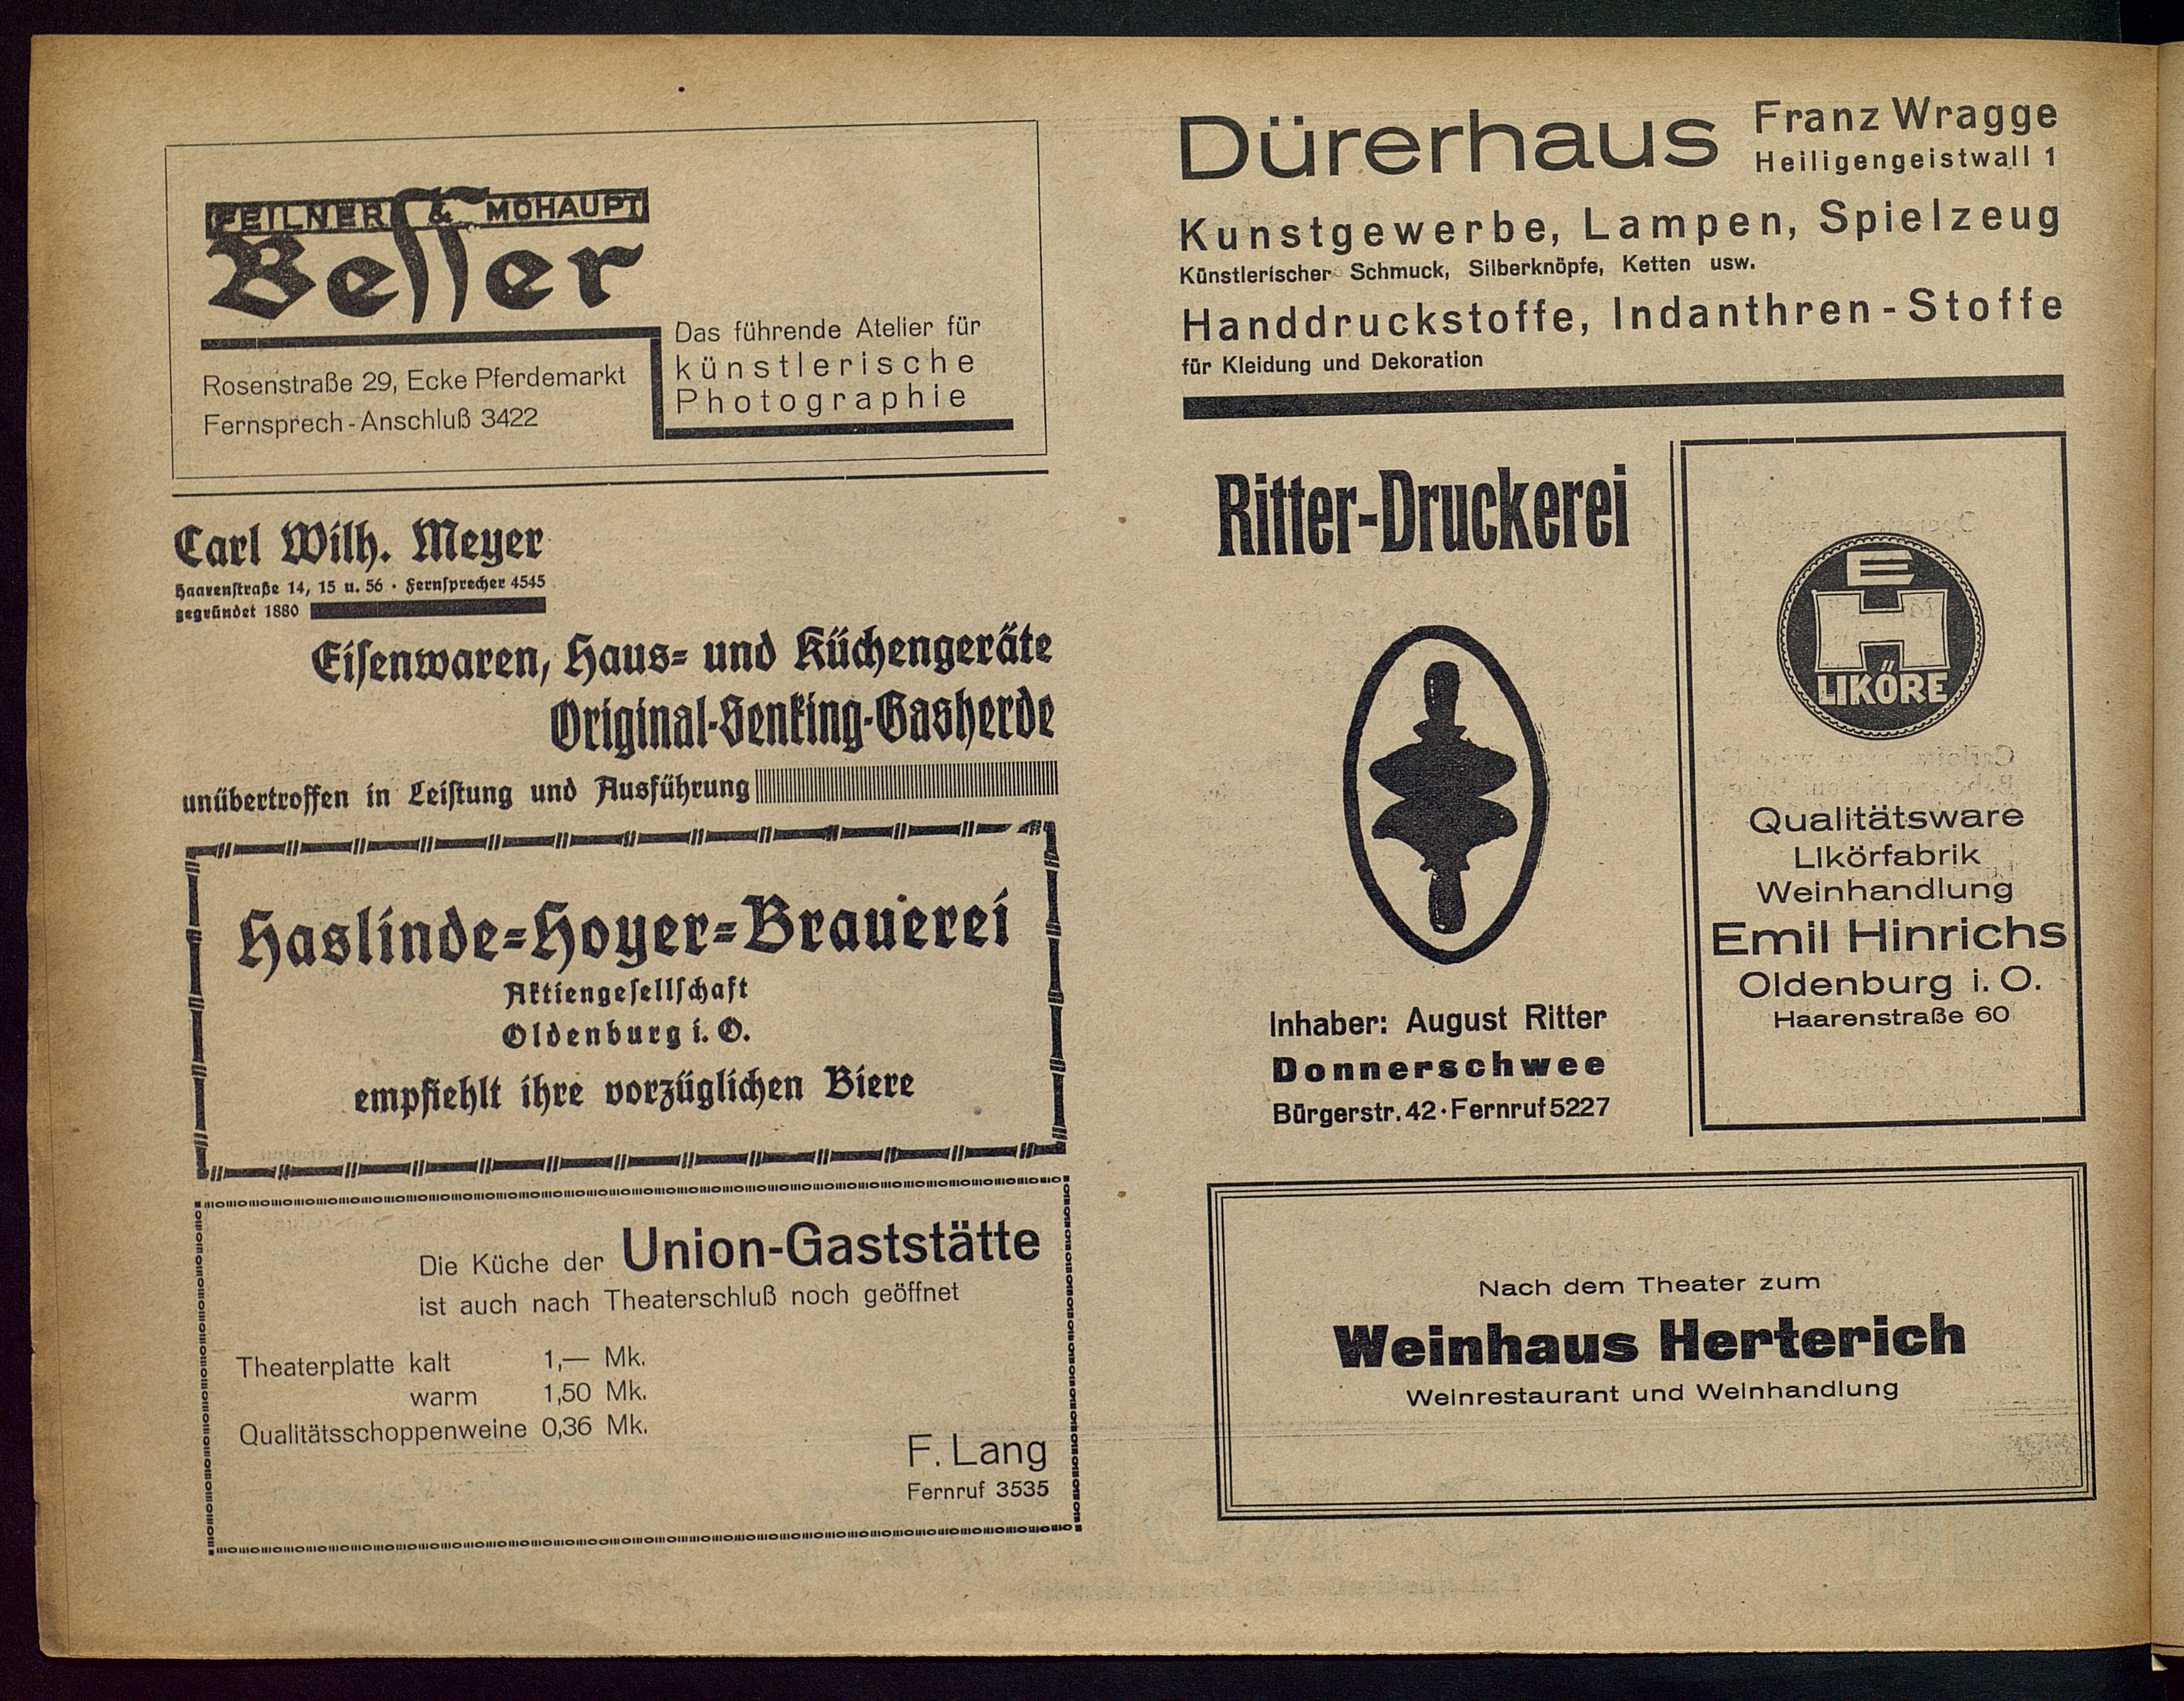 FEILNER & MOHAUPT
Besser
Rosenstraße 29, Ecke Pferdemarkt
Fernsprech-Anschluß 3422
Das führende Atelier für
künstlerische
Photographie
Carl Wilh. Meyer
Haarenstraße 14, 15 u. 56 · Fernsprecher 4545
gegründet 1880
Eisenwaren, Haus- und Küchengeräte
Original-Senking-Gasherde
unübertroffen in Leistung und Ausführung
Haslinde-Hoyer-Brauerei
Aktiengesellschaft
Oldenburg i. O.
empfiehlt ihre vorzüglichen Biere
Die Küche der Union-Gaststätte
ist auch nach Theaterschluß noch geöffnet
Theaterplatte kalt 1,— Mk.
warm 1,50 Mk.
Qualitätsschoppenweine 0,36 Mk.
F. Lang
Fernruf 3535
Dürerhaus Franz Wragge
Heiligengeistwall 1
Kunstgewerbe, Lampen, Spielzeug
Künstlerischer Schmuck, Silberknöpfe, Ketten usw.
Handdruckstoffe, Indanthren-Stoffe
für Kleidung und Dekoration
Ritter-Druckerei
Inhaber: August Ritter
Donnerschwee
Bürgerstr. 42 · Fernruf 5227
E
H
LIKÖRE
Qualitätsware
Likörfabrik
Weinhandlung
Emil Hinrichs
Oldenburg i. O.
Haarenstraße 60
Nach dem Theater zum
Weinhaus Herterich
Weinrestaurant und Weinhandlung